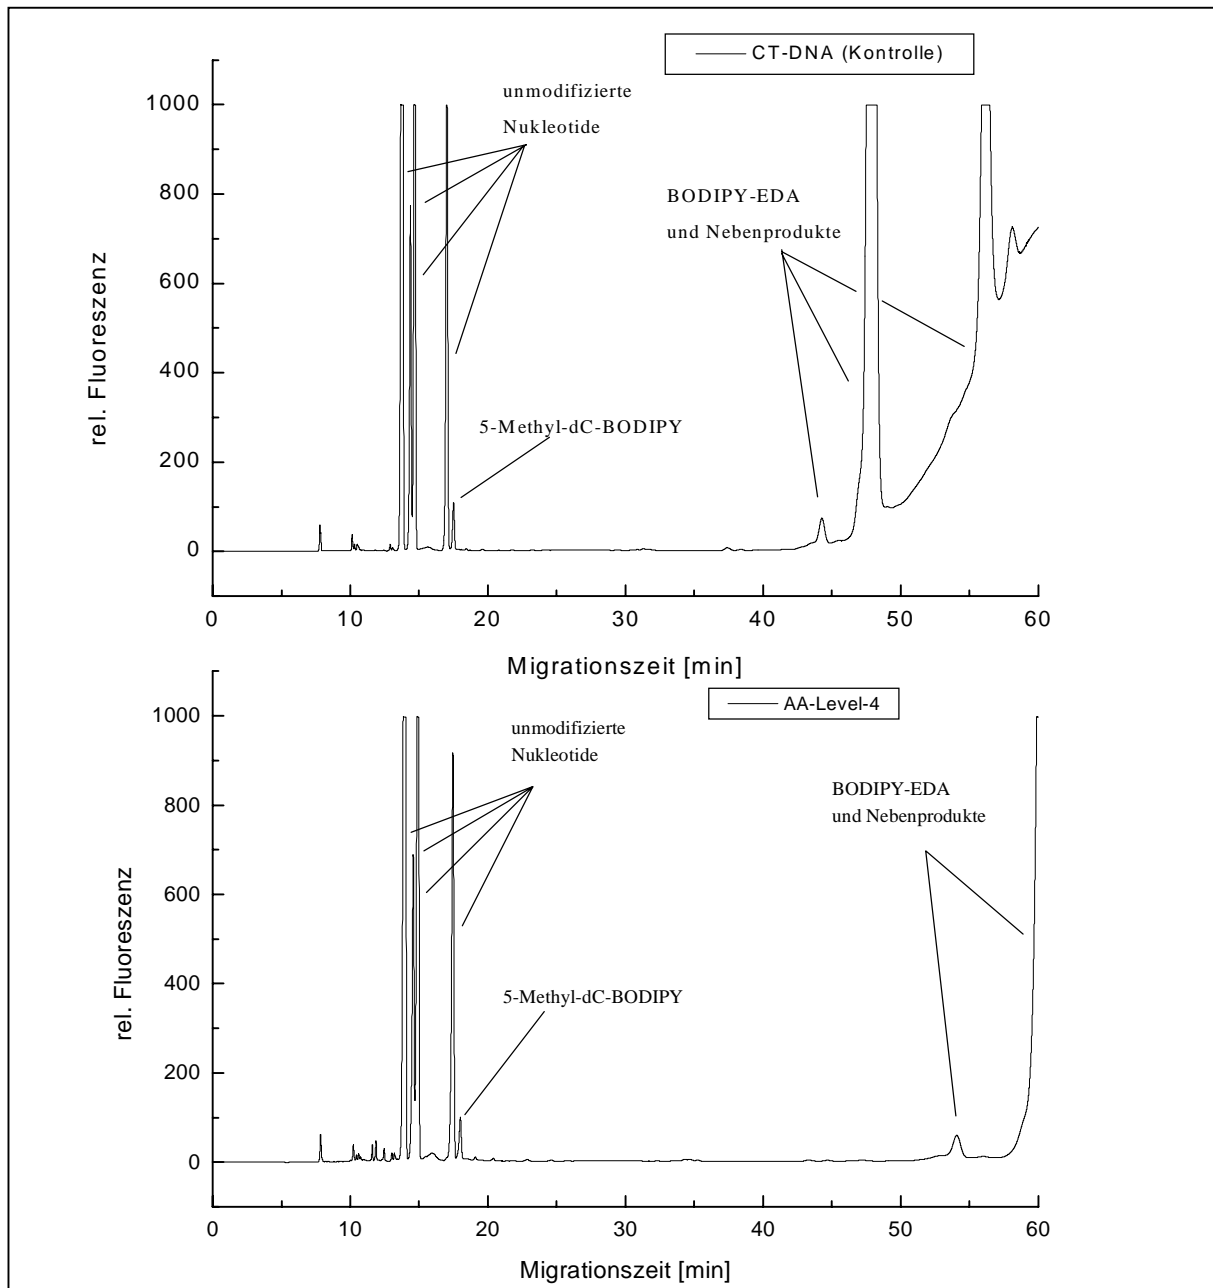 CT-DNA (Kontrolle)
unmodifizierte
Nukleotide
BODIPY-EDA
und Nebenprodukte
5-Methyl-dC-BODIPY
rel. Fluoreszenz
1000
800
600
400
200
0
0 10 20 30 40 50 60
Migrationszeit [min]
AA-Level-4
unmodifizierte
Nukleotide
BODIPY-EDA
und Nebenprodukte
5-Methyl-dC-BODIPY
rel. Fluoreszenz
1000
800
600
400
200
0
0 10 20 30 40 50 60
Migrationszeit [min]